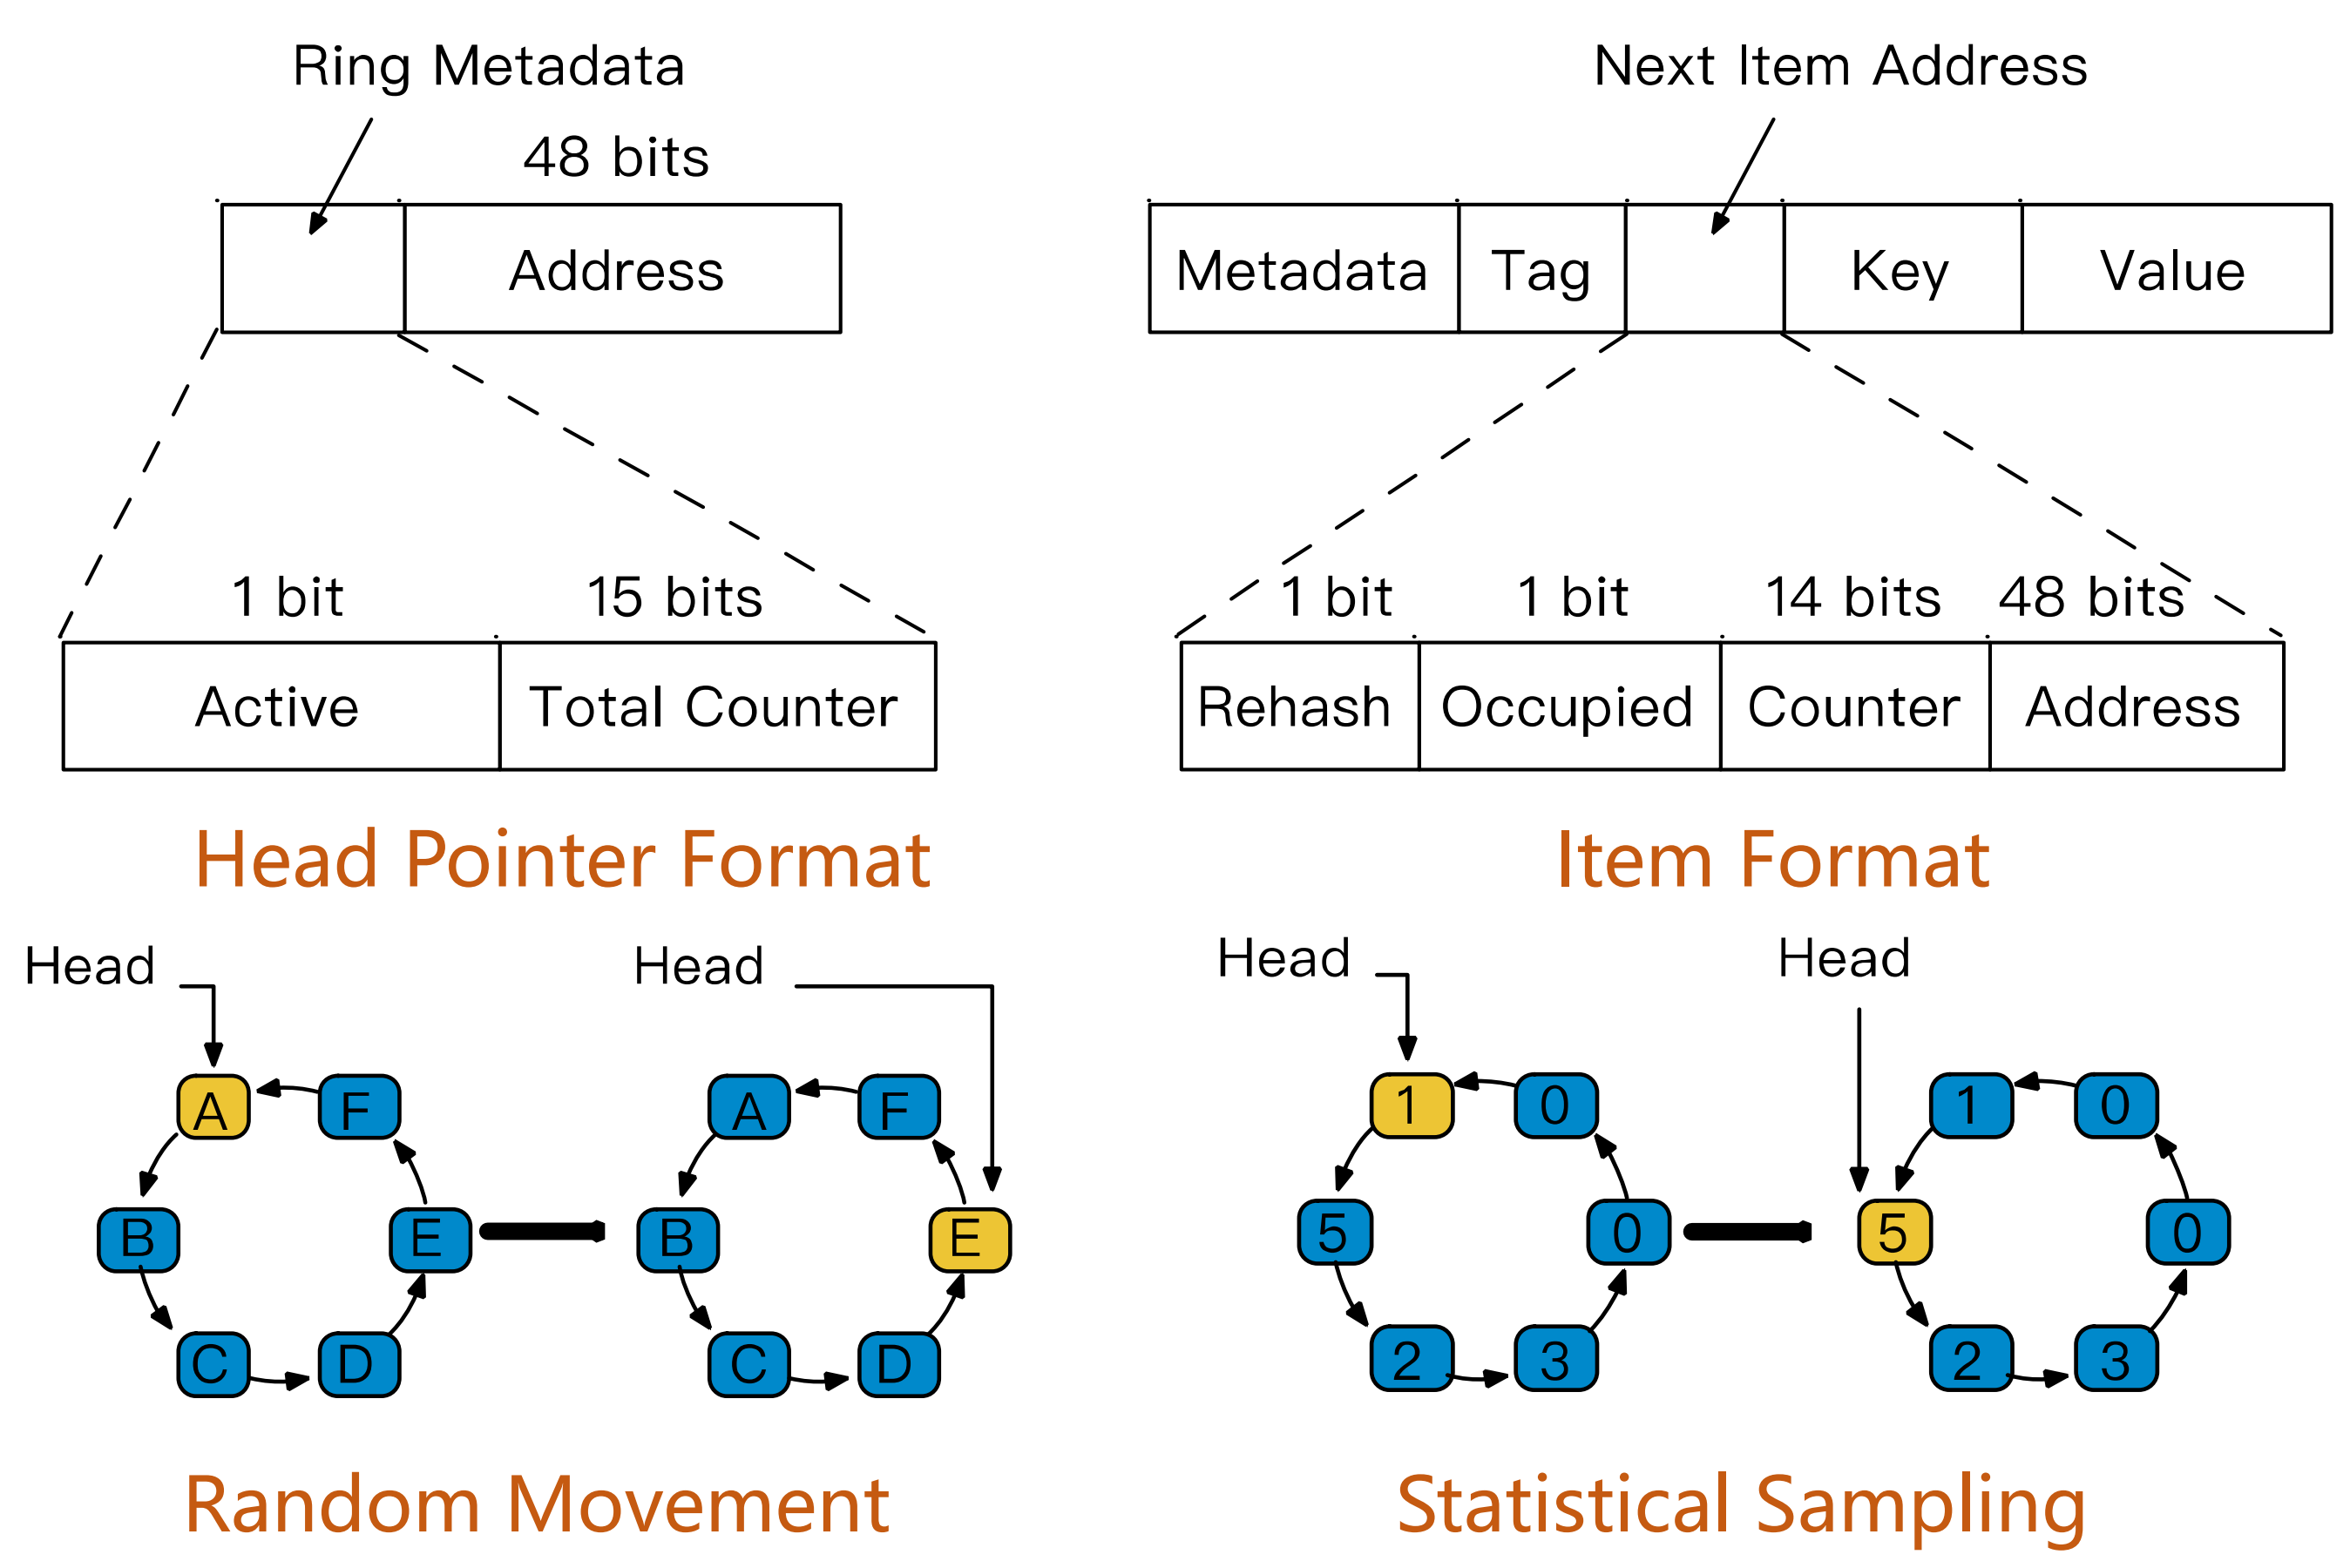 Ring Metadata
48 bits
Address
1 bit
15 bits
Active
Total Counter
Head Pointer Format
Next Item Address
Metadata
Tag
Key
Value
1 bit
1 bit
14 bits
48 bits
Rehash
Occupied
Counter
Address
Item Format
Head
A
F
B
E
C
D
Head
A
F
B
E
C
D
Random Movement
Head
1
0
5
0
2
3
Head
1
0
5
0
2
3
Statistical Sampling